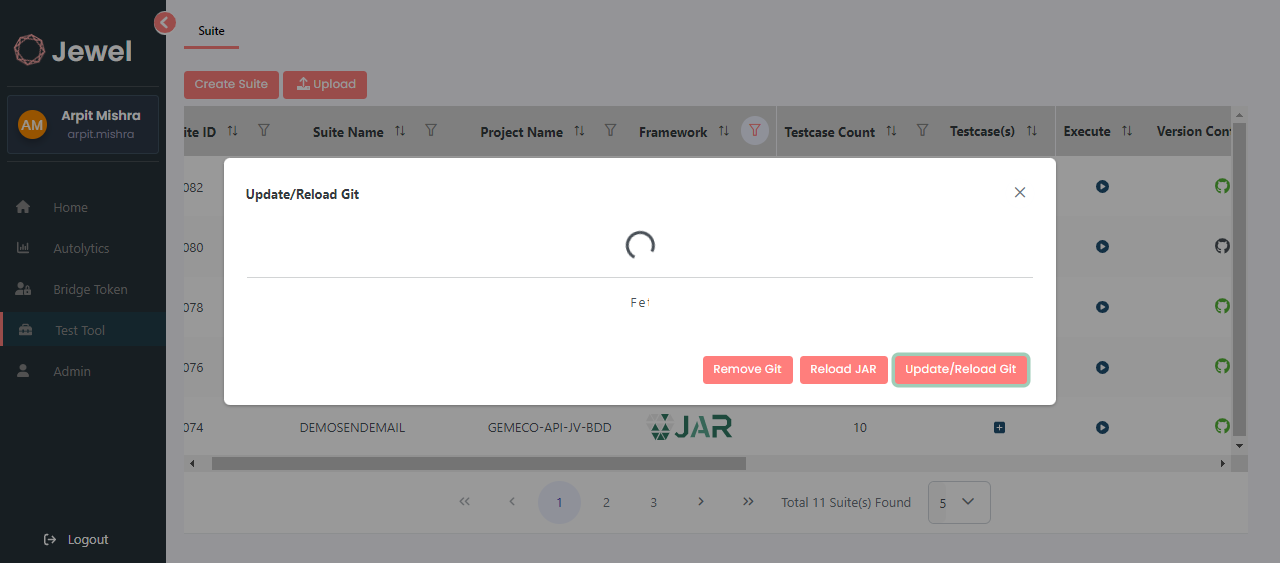 Jewel
AM
Arpit Mishra
arpit.mishra
Home
Autolytics
Bridge Token
Test Tool
Admin
Logout
Suite
Create Suite
Upload
ite ID
Suite Name
Project Name
Framework
Testcase Count
Testcase(s)
Execute
Version Con
082
080
078
076
Update/Reload Git
Fet
Remove Git
Reload JAR
Update/Reload Git
074
DEMOSENDEMAIL
GEMECO-API-JV-BDD
JAR
10
1
2
3
Total 11 Suite(s) Found
5